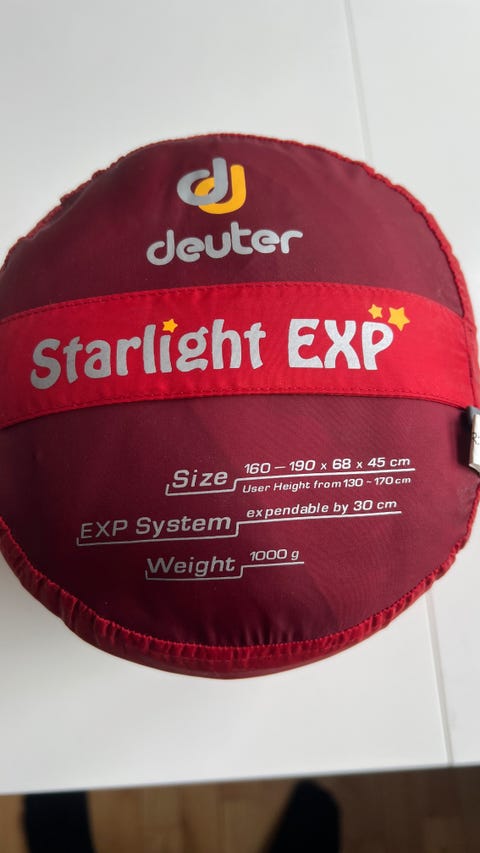 deuter
Starlight EXP
Size 160 – 190 x 68 x 45 cm
User Height from 130 ~ 170 cm
EXP System expendable by 30 cm
Weight 1000 g